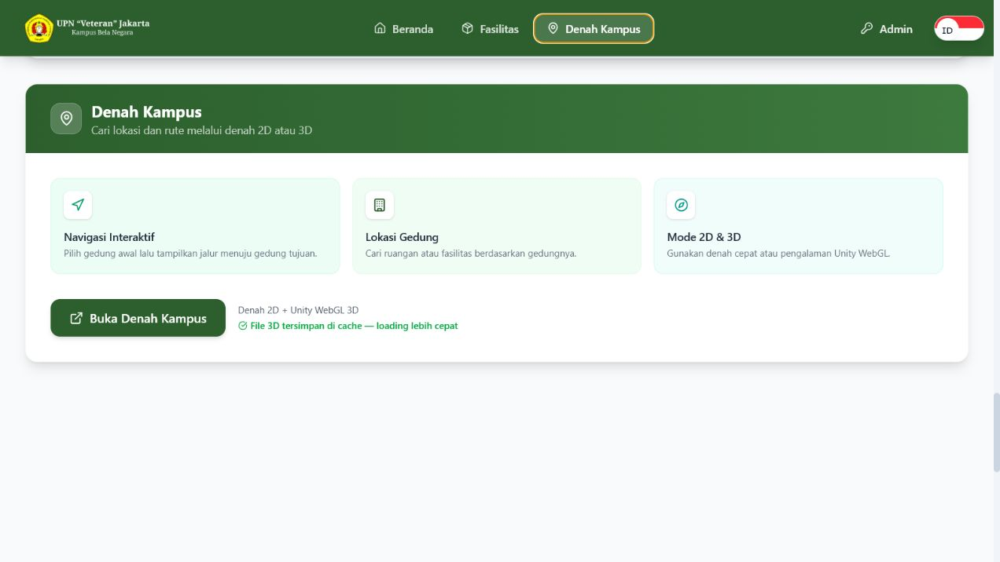 UPN “Veteran” Jakarta
Kampus Bela Negara
Beranda
Fasilitas
Denah Kampus
Admin
ID
Denah Kampus
Cari lokasi dan rute melalui denah 2D atau 3D
Navigasi Interaktif
Pilih gedung awal lalu tampilkan jalur menuju gedung tujuan.
Lokasi Gedung
Cari ruangan atau fasilitas berdasarkan gedungnya.
Mode 2D & 3D
Gunakan denah cepat atau pengalaman Unity WebGL.
Buka Denah Kampus
Denah 2D + Unity WebGL 3D
File 3D tersimpan di cache — loading lebih cepat